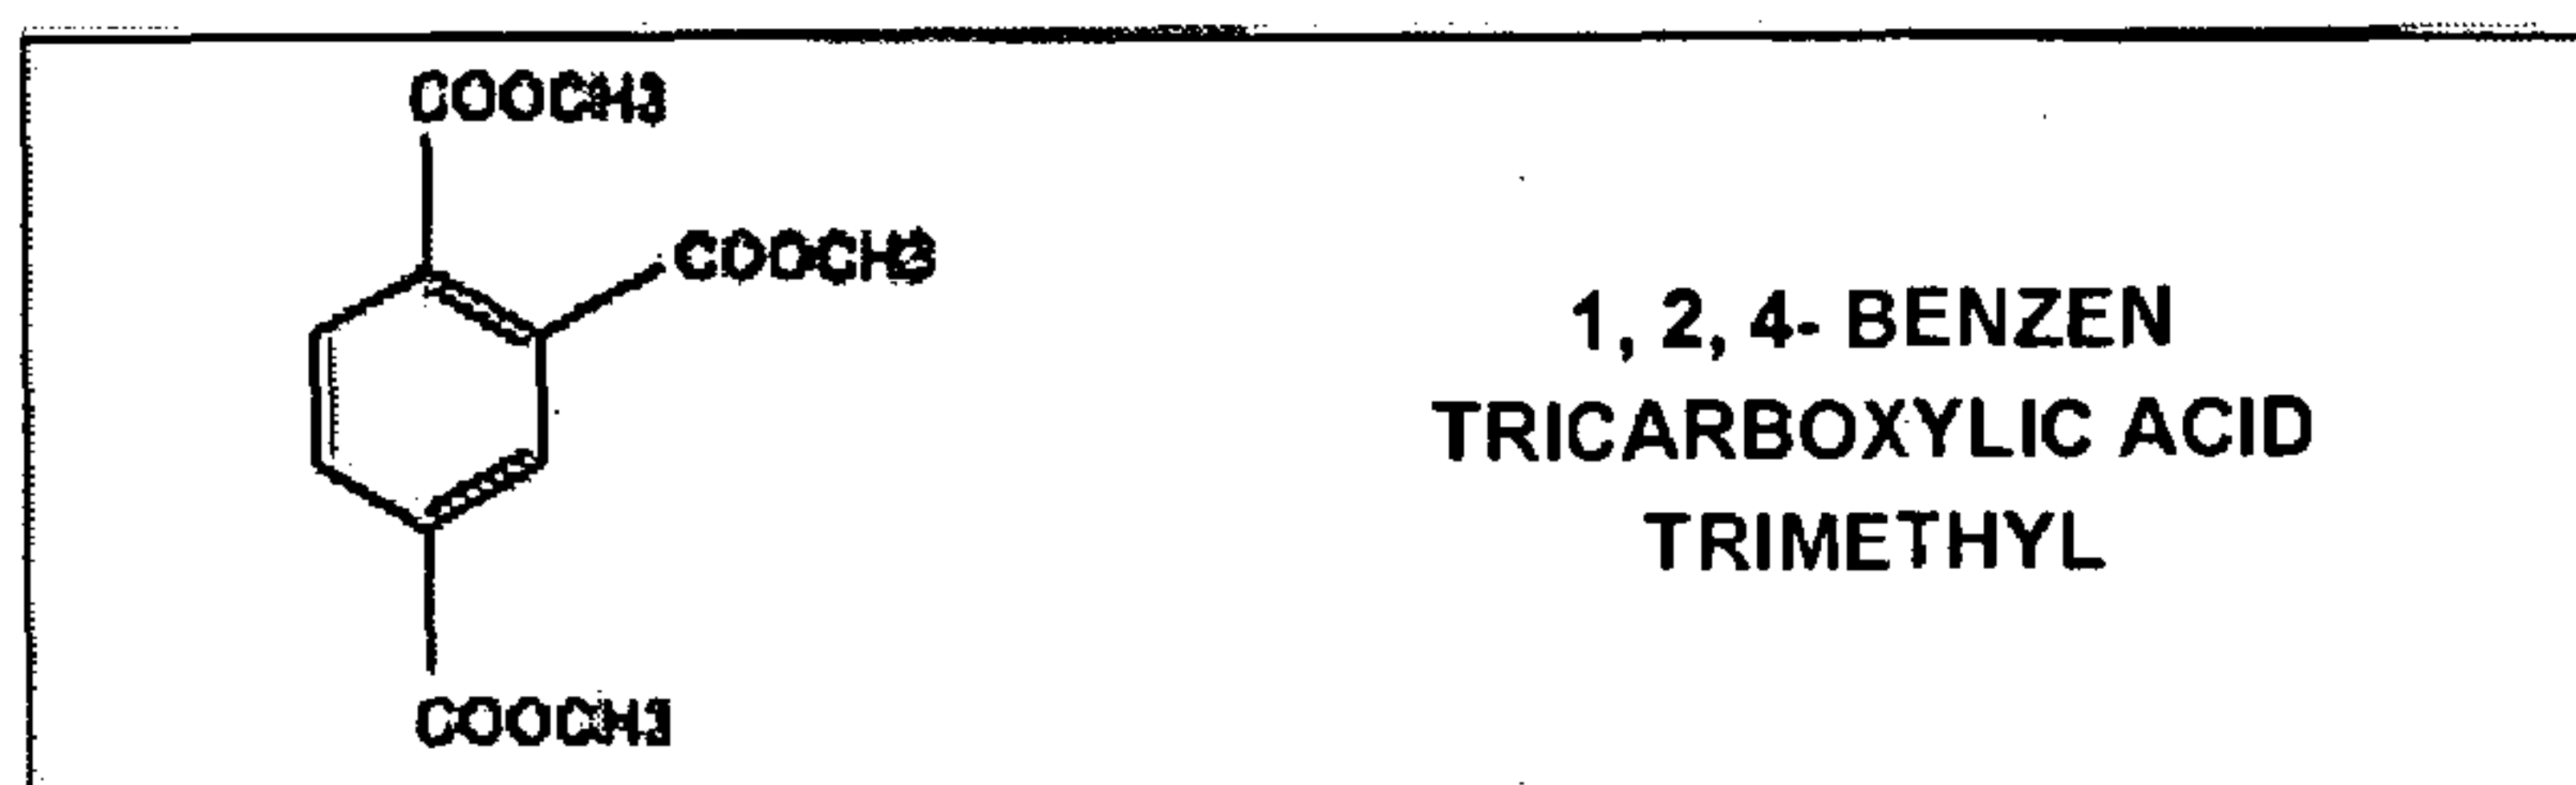 COOCH3
COOCH3
1, 2, 4- BENZEN
TRICARBOXYLIC ACID
TRIMETHYL
COOCH3